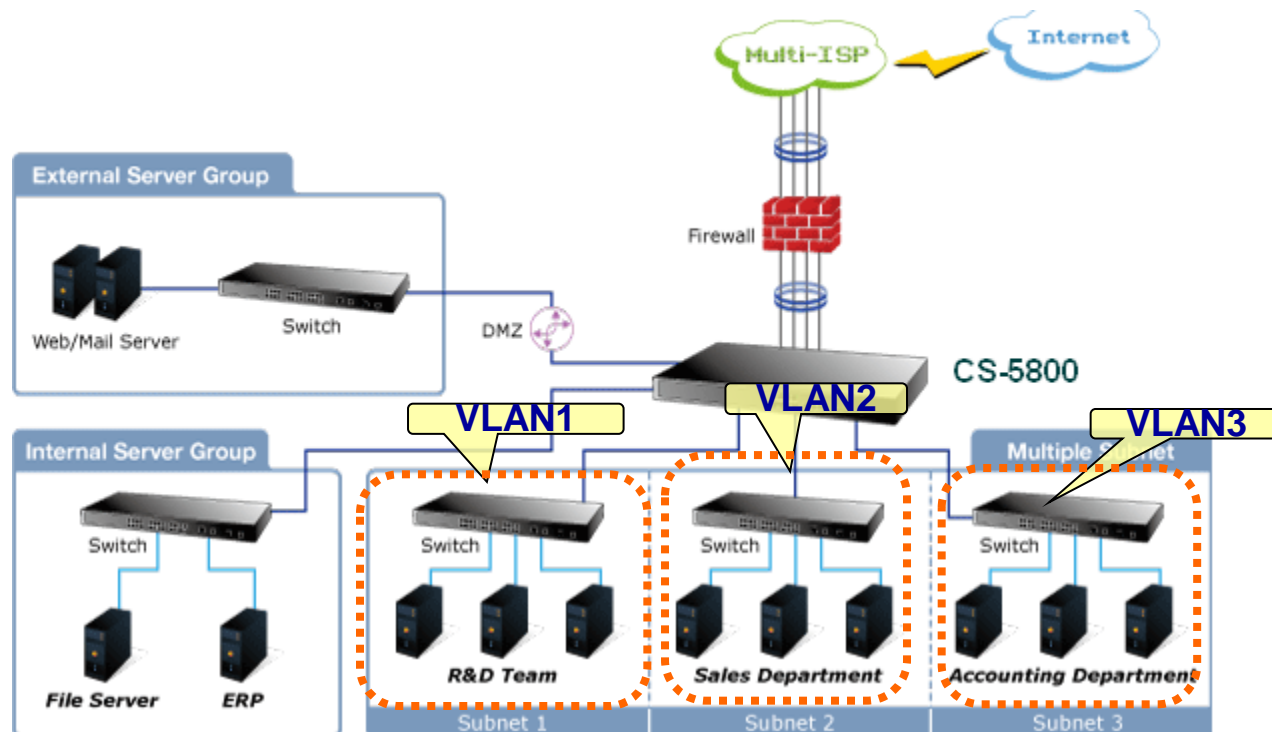 Multi-ISP
Internet
External Server Group
Firewall
Web/Mail Server
Switch
DMZ
CS-5800
VLAN1
VLAN2
VLAN3
Internal Server Group
Multiple Subnet
Switch
Switch
Switch
Switch
File Server
ERP
R&D Team
Sales Department
Accounting Department
Subnet 1
Subnet 2
Subnet 3